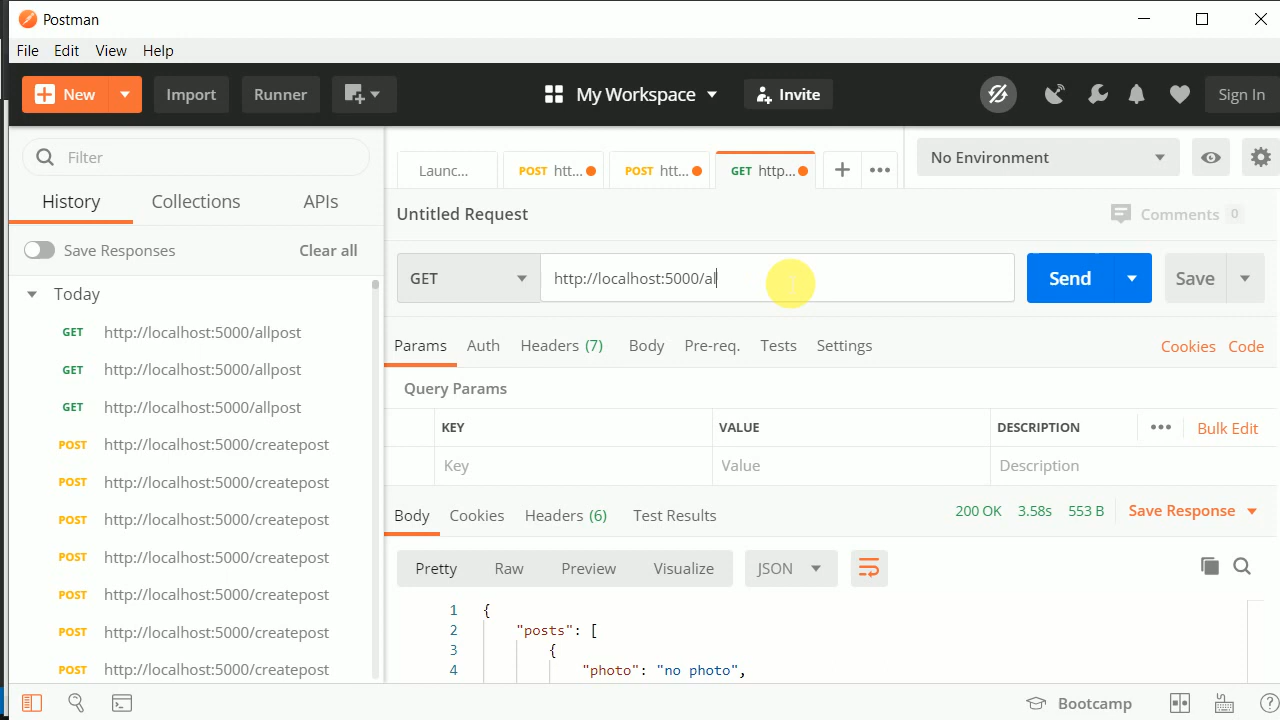 Postman
File Edit View Help
New Import Runner My Workspace Invite Sign In
Filter
Launc... POST htt... POST htt... GET http... No Environment
History Collections APIs
Untitled Request Comments 0
Save Responses Clear all
GET http://localhost:5000/al Send Save
Today
GET http://localhost:5000/allpost
GET http://localhost:5000/allpost
GET http://localhost:5000/allpost
POST http://localhost:5000/createpost
POST http://localhost:5000/createpost
POST http://localhost:5000/createpost
POST http://localhost:5000/createpost
POST http://localhost:5000/createpost
POST http://localhost:5000/createpost
POST http://localhost:5000/createpost
Params Auth Headers (7) Body Pre-req. Tests Settings Cookies Code
Query Params
KEY VALUE DESCRIPTION Bulk Edit
Key Value Description
Body Cookies Headers (6) Test Results 200 OK 3.58s 553 B Save Response
Pretty Raw Preview Visualize JSON
1 {
2 "posts": [
3 {
4 "photo": "no photo",
Bootcamp